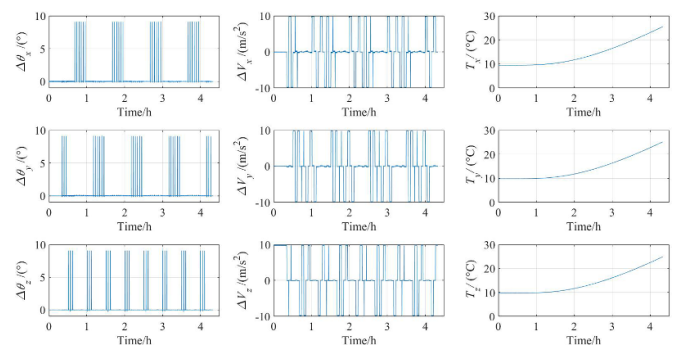 10
5
0
Δθx /(°)
0 1 2 3 4
Time/h
10
0
-10
ΔVx /(m/s²)
0 1 2 3 4
Time/h
30
20
10
0
Tx / (°C)
0 1 2 3 4
Time/h
10
5
0
Δθy /(°)
0 1 2 3 4
Time/h
10
0
-10
ΔVy /(m/s²)
0 1 2 3 4
Time/h
30
20
10
0
Ty / (°C)
0 1 2 3 4
Time/h
10
5
0
Δθz /(°)
0 1 2 3 4
Time/h
10
0
-10
ΔVz /(m/s²)
0 1 2 3 4
Time/h
30
20
10
0
Tz / (°C)
0 1 2 3 4
Time/h